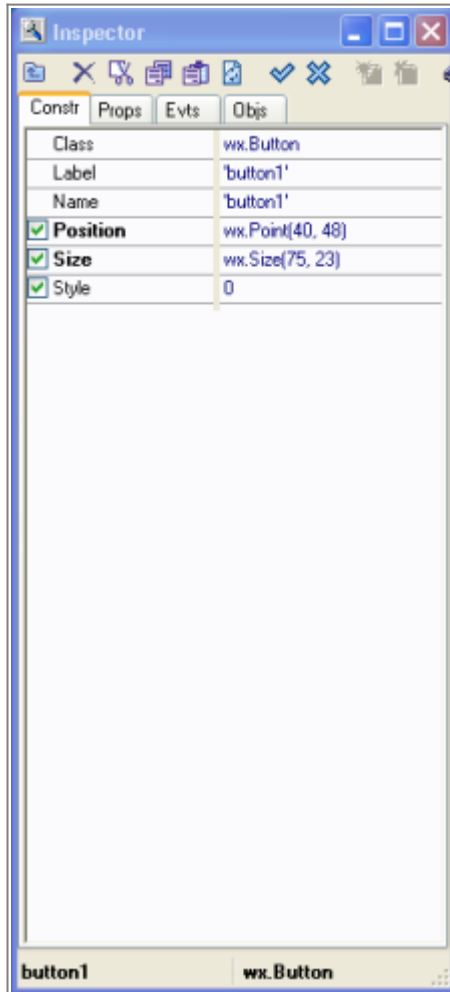 Inspector
Constr Props Evts Objs
Class wx.Button
Label 'button1'
Name 'button1'
Position wx.Point(40, 48)
Size wx.Size(75, 23)
Style 0
button1 wx.Button